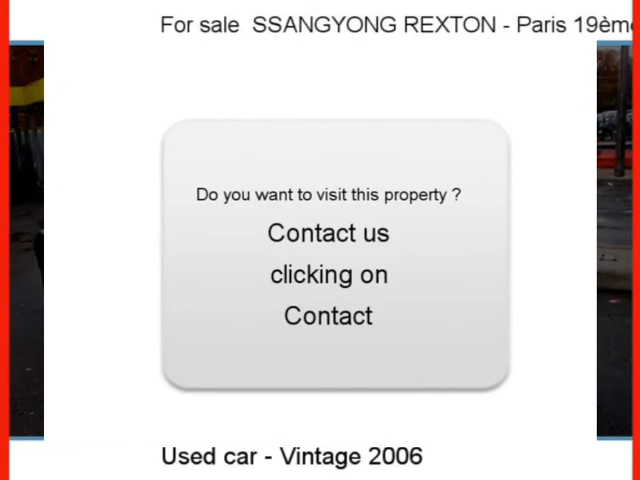 For sale SSANGYONG REXTON - Paris 19ème
Do you want to visit this property ?
Contact us
clicking on
Contact
Used car - Vintage 2006